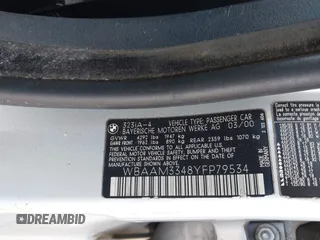 323IA-4 VEHICLE TYPE: PASSENGER CAR
BAYERISCHE MOTOREN WERKE AG 03/00
GVWR 4292 lbs 1947 kg
GAWR FRONT 1962 lbs 890 kg REAR 2359 lbs 1070 kg
THIS VEHICLE CONFORMS TO ALL APPLICABLE
FEDERAL MOTOR VEHICLE SAFETY, BUMPER, AND
THEFT PREVENTION STANDARDS IN EFFECT ON
THE DATE OF MANUFACTURE SHOWN ABOVE.
WBAAM3348YFP79534
DREAMBID